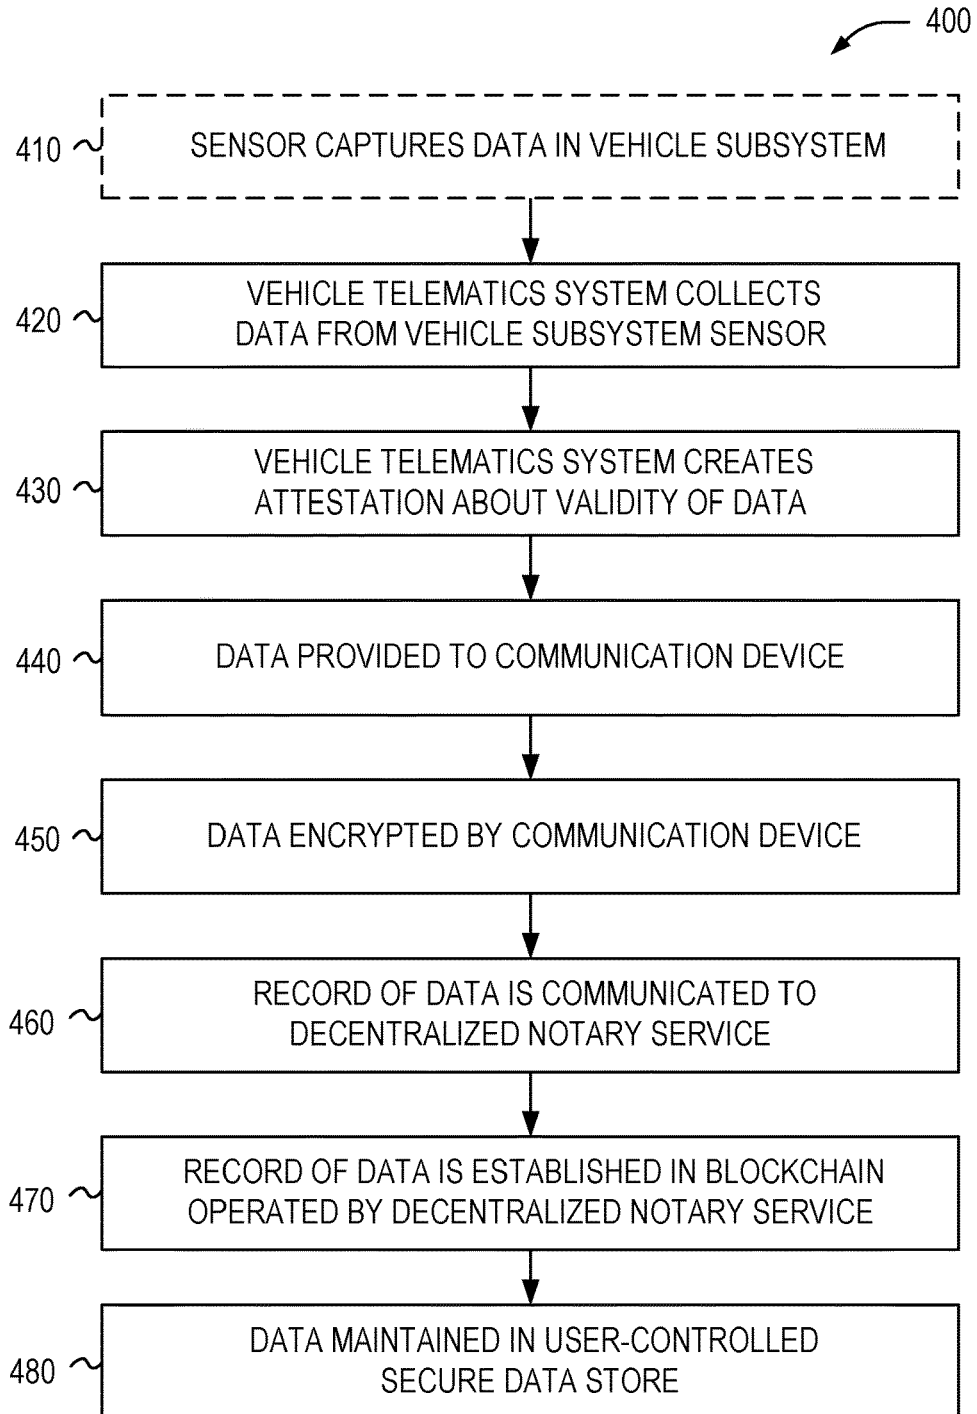 400
410
SENSOR CAPTURES DATA IN VEHICLE SUBSYSTEM
420
VEHICLE TELEMATICS SYSTEM COLLECTS
DATA FROM VEHICLE SUBSYSTEM SENSOR
430
VEHICLE TELEMATICS SYSTEM CREATES
ATTESTATION ABOUT VALIDITY OF DATA
440
DATA PROVIDED TO COMMUNICATION DEVICE
450
DATA ENCRYPTED BY COMMUNICATION DEVICE
460
RECORD OF DATA IS COMMUNICATED TO
DECENTRALIZED NOTARY SERVICE
470
RECORD OF DATA IS ESTABLISHED IN BLOCKCHAIN
OPERATED BY DECENTRALIZED NOTARY SERVICE
480
DATA MAINTAINED IN USER-CONTROLLED
SECURE DATA STORE